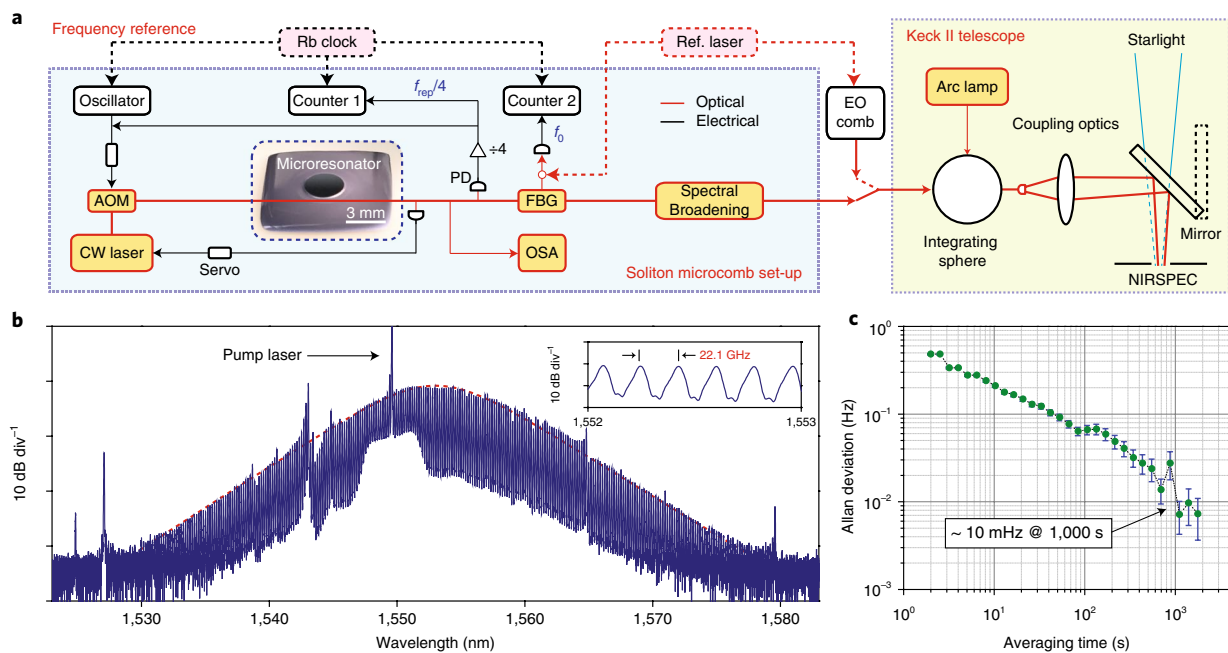 a
Frequency reference
Rb clock
Ref. laser
Keck II telescope
Starlight
Oscillator
Counter 1
f_rep/4
Counter 2
Optical
Electrical
EO
comb
Arc lamp
f_0
Coupling optics
÷4
Microresonator
PD
AOM
3 mm
FBG
Spectral
Broadening
CW laser
Servo
OSA
Integrating
sphere
Mirror
Soliton microcomb set-up
NIRSPEC
b
Pump laser
10 dB div⁻¹
10 dB div⁻¹
22.1 GHz
1,552
1,553
1,530
1,540
1,550
1,560
1,570
1,580
Wavelength (nm)
c
10⁰
10⁻¹
10⁻²
10⁻³
Allan deviation (Hz)
~ 10 mHz @ 1,000 s
10⁰
10¹
10²
10³
Averaging time (s)